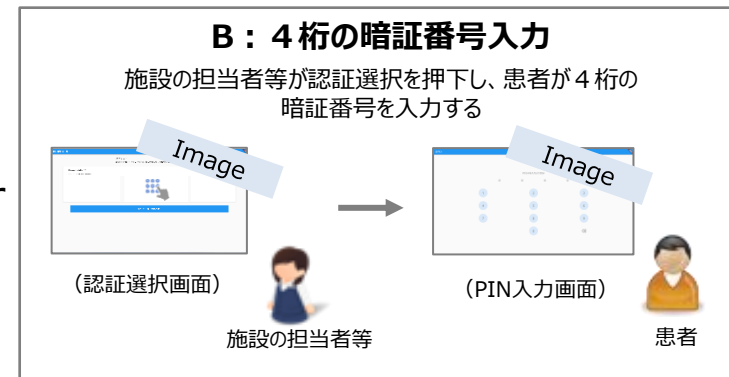 B：４桁の暗証番号入力
施設の担当者等が認証選択を押下し、患者が４桁の
暗証番号を入力する
Image
Image
（認証選択画面）
（PIN入力画面）
施設の担当者等
患者